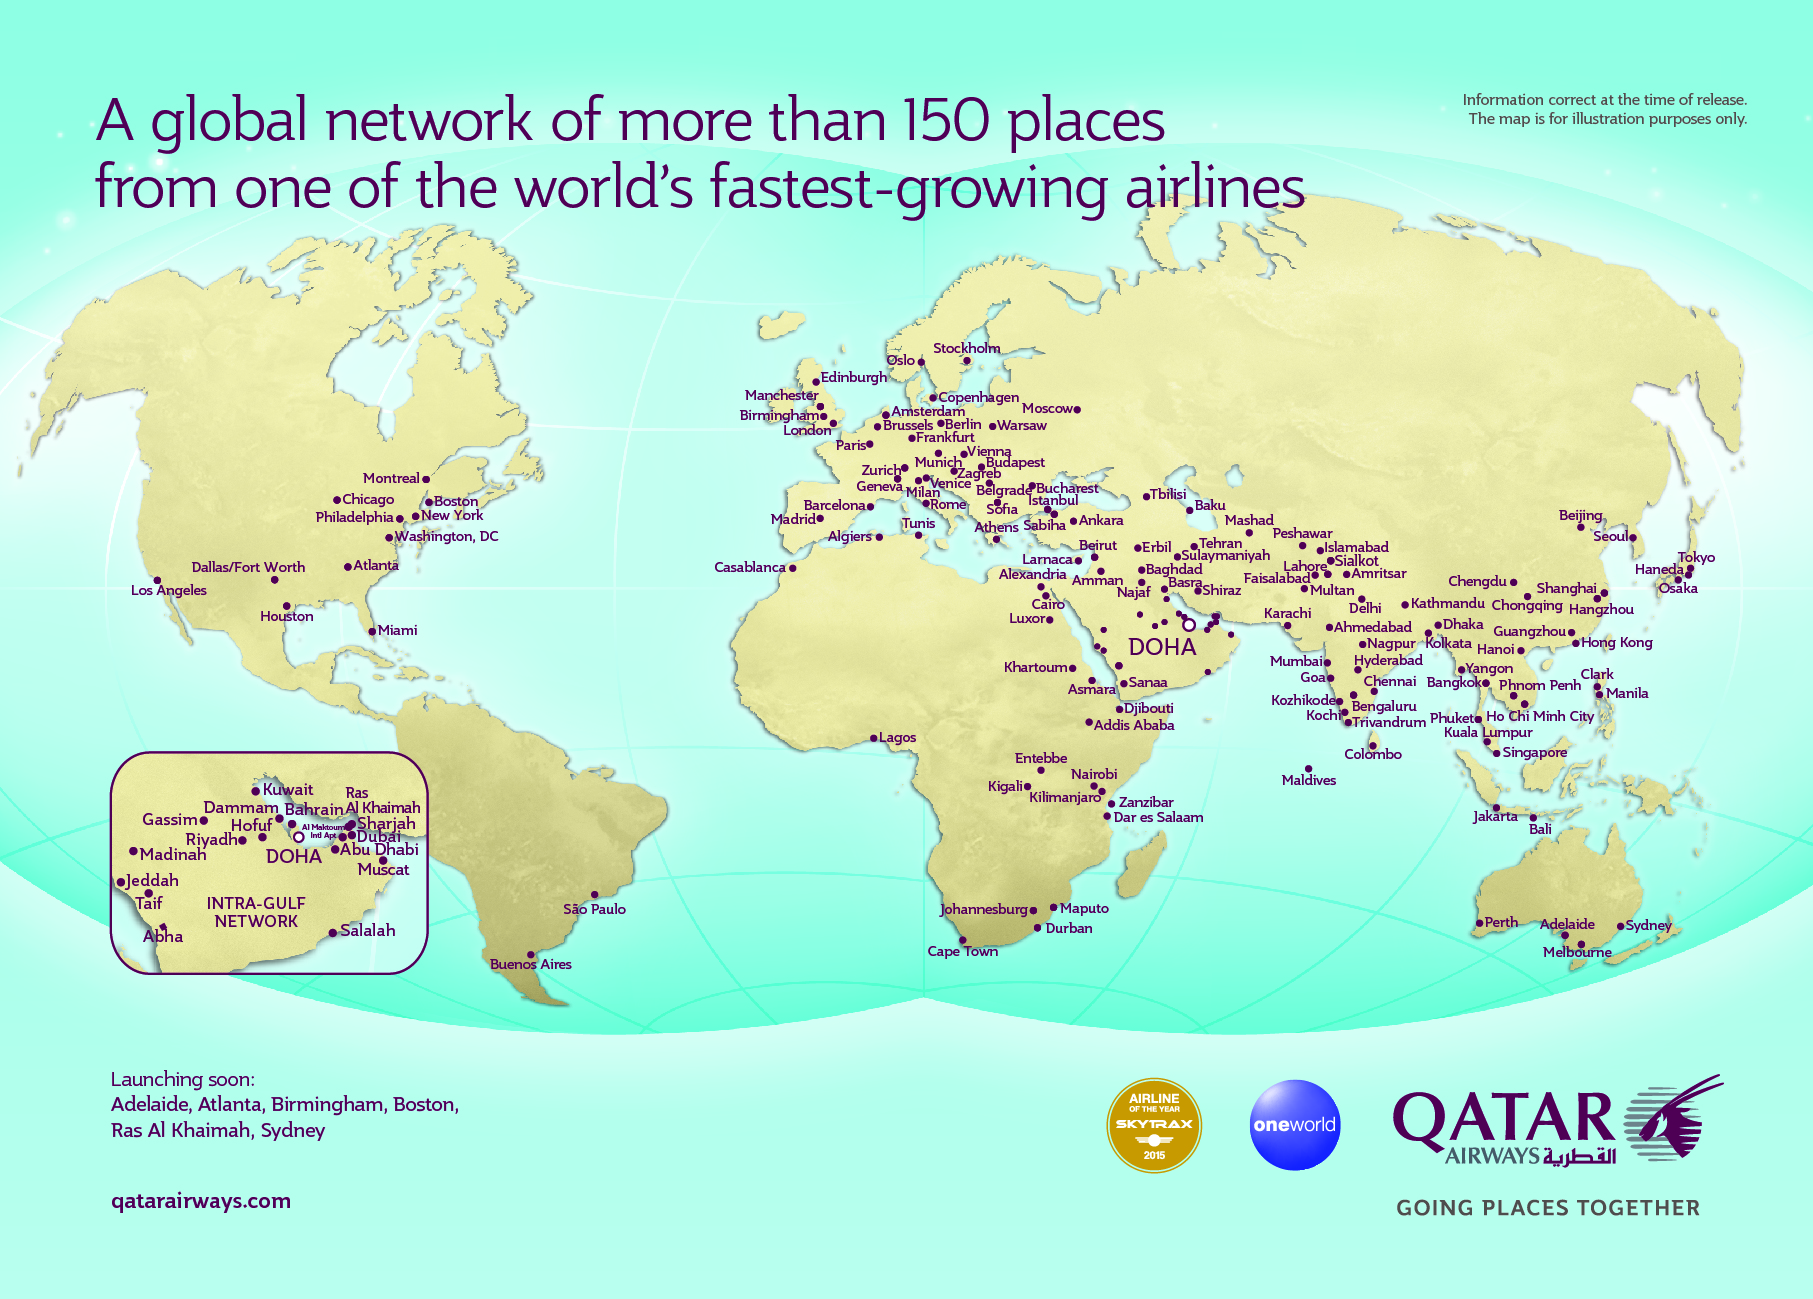 A global network of more than 150 places
from one of the world's fastest-growing airlines
Information correct at the time of release.
The map is for illustration purposes only.
Montreal
Chicago
Boston
Philadelphia
New York
Washington, DC
Atlanta
Dallas/Fort Worth
Los Angeles
Houston
Miami
São Paulo
Buenos Aires
Oslo
Stockholm
Edinburgh
Manchester
Birmingham
London
Copenhagen
Amsterdam
Moscow
Brussels
Berlin
Warsaw
Frankfurt
Paris
Vienna
Munich
Budapest
Zurich
Zagreb
Geneva
Venice
Milan
Belgrade
Bucharest
Barcelona
Rome
Sofia
Istanbul
Madrid
Tunis
Athens
Sabiha
Ankara
Algiers
Casablanca
Tbilisi
Baku
Mashad
Peshawar
Beirut
Erbil
Tehran
Islamabad
Larnaca
Sulaymaniyah
Sialkot
Lahore
Alexandria
Amman
Baghdad
Faisalabad
Amritsar
Basra
Najaf
Shiraz
Multan
Cairo
Delhi
Kathmandu
Luxor
Karachi
DOHA
Ahmedabad
Dhaka
Nagpur
Kolkata
Khartoum
Mumbai
Hyderabad
Asmara
Sanaa
Goa
Chennai
Djibouti
Kozhikode
Bengaluru
Addis Ababa
Kochi
Trivandrum
Lagos
Colombo
Entebbe
Maldives
Nairobi
Kigali
Kilimanjaro
Zanzibar
Dar es Salaam
Johannesburg
Maputo
Durban
Cape Town
Beijing
Seoul
Tokyo
Haneda
Osaka
Chengdu
Shanghai
Chongqing
Hangzhou
Guangzhou
Hong Kong
Hanoi
Yangon
Clark
Bangkok
Phnom Penh
Manila
Phuket
Ho Chi Minh City
Kuala Lumpur
Singapore
Jakarta
Bali
Perth
Adelaide
Sydney
Melbourne
Kuwait
Ras
Al Khaimah
Dammam
Bahrain
Gassim
Hofuf
Al Maktoum
Intl Apt
Sharjah
Riyadh
Dubai
Madinah
DOHA
Abu Dhabi
Muscat
Jeddah
Taif
INTRA-GULF
NETWORK
Abha
Salalah
Launching soon:
Adelaide, Atlanta, Birmingham, Boston,
Ras Al Khaimah, Sydney
qatarairways.com
AIRLINE
OF THE YEAR
SKYTRAX
2015
oneworld
QATAR
AIRWAYS القطرية
GOING PLACES TOGETHER